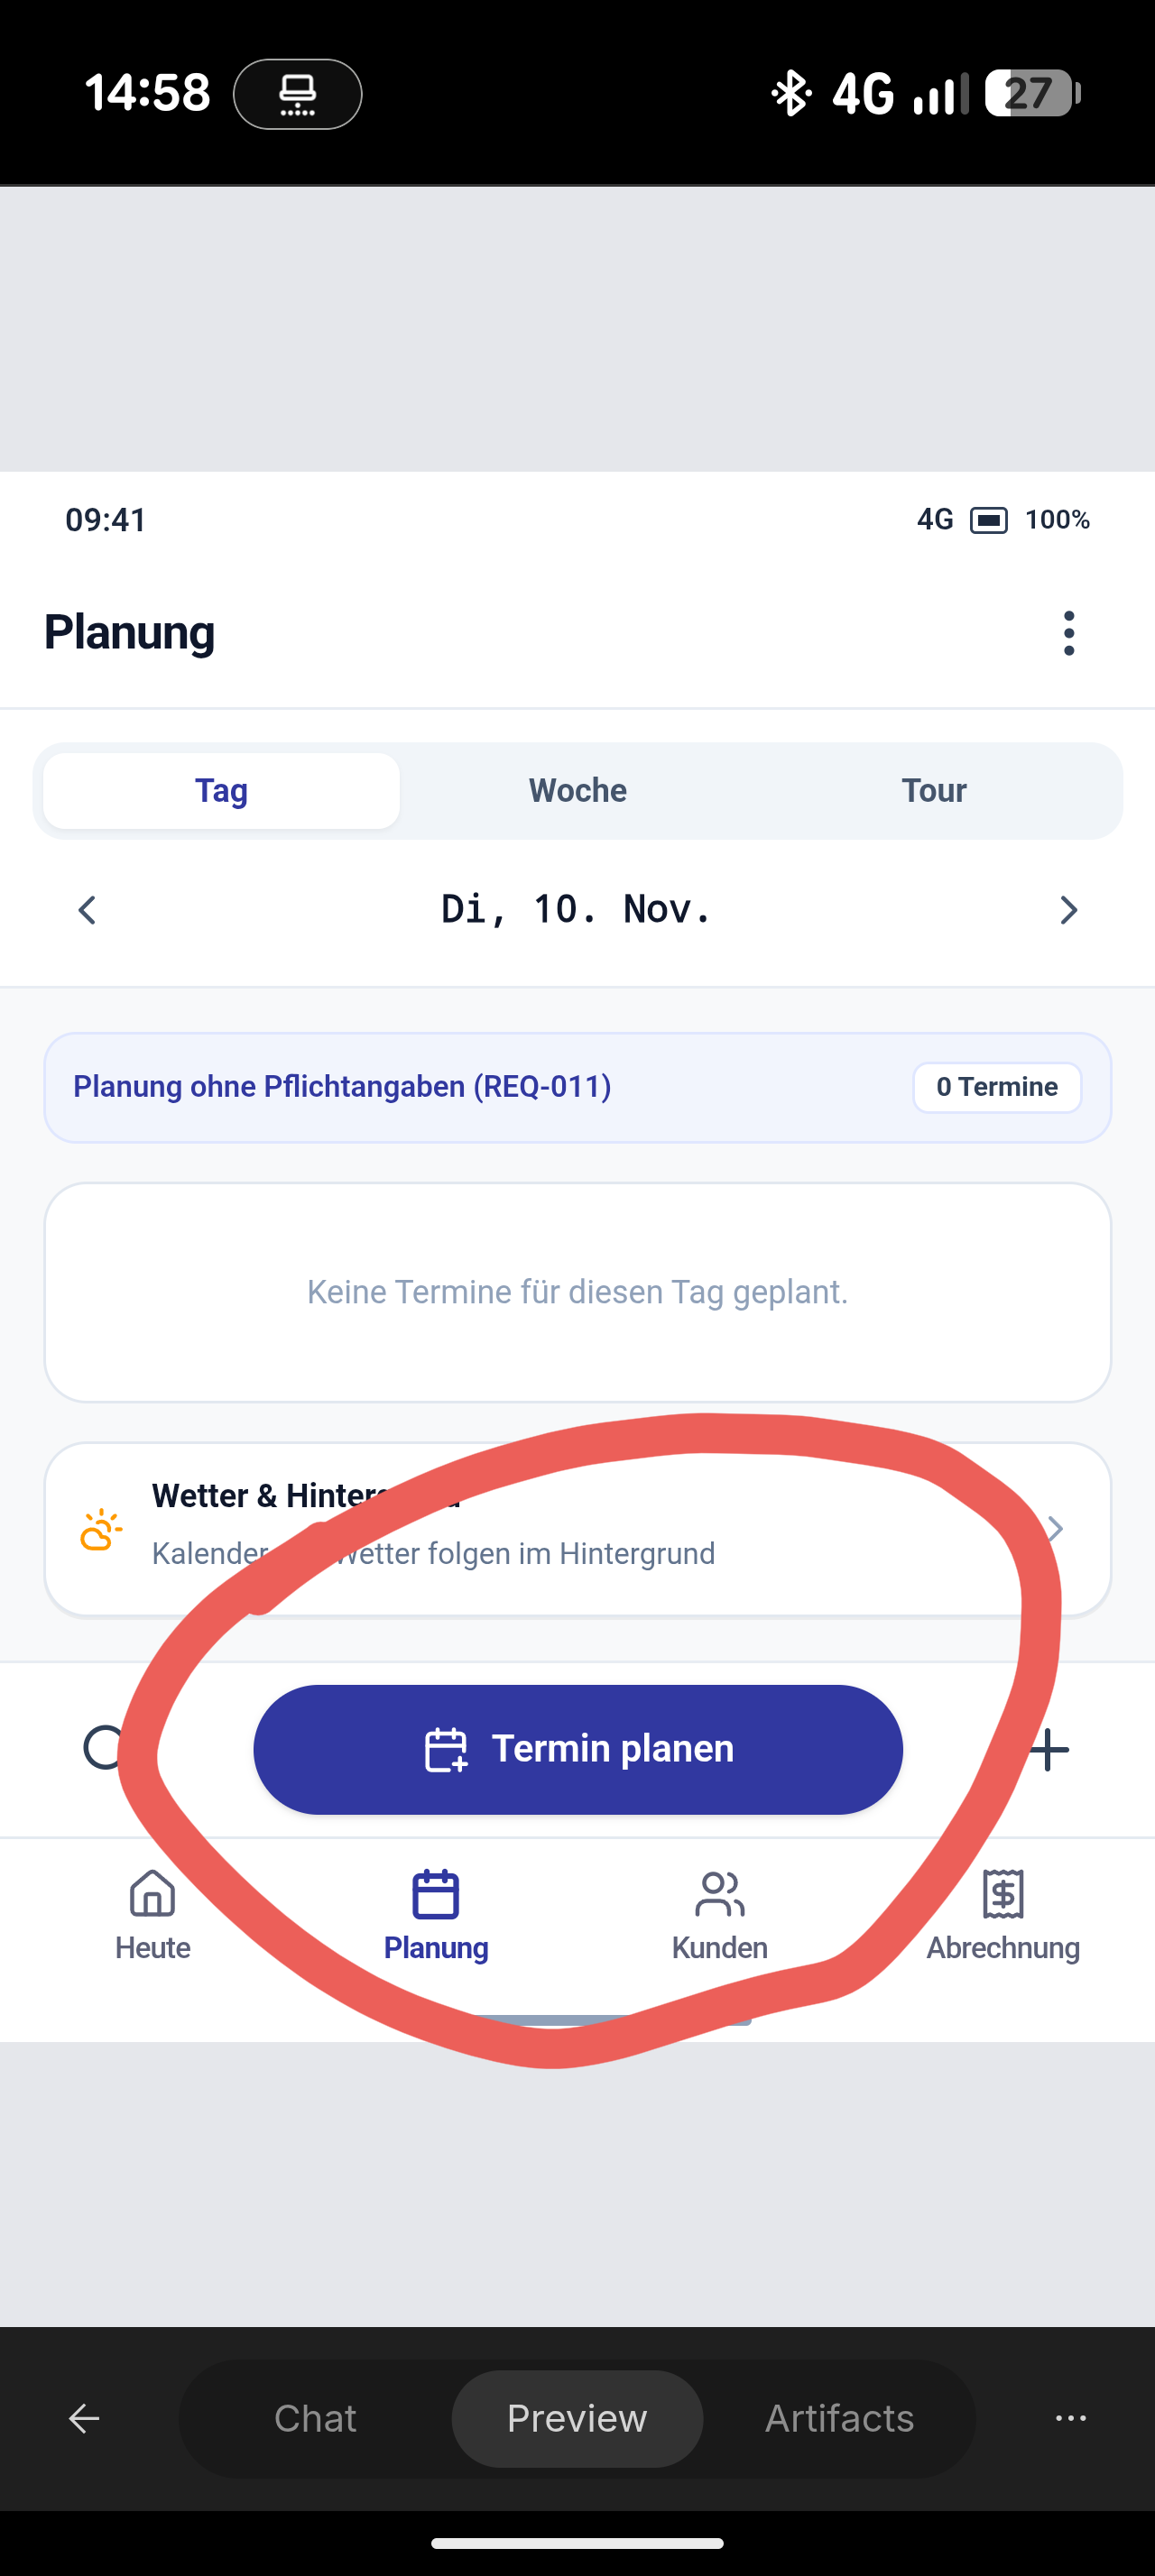 14:58
4G
27
09:41
4G 100%
Planung
Tag Woche Tour
Di, 10. Nov.
Planung ohne Pflichtangaben (REQ-011)
0 Termine
Keine Termine für diesen Tag geplant.
Wetter &
Kalender Wetter folgen im Hintergrund
Termin planen
Heute Planung Kunden Abrechnung
Chat Preview Artifacts